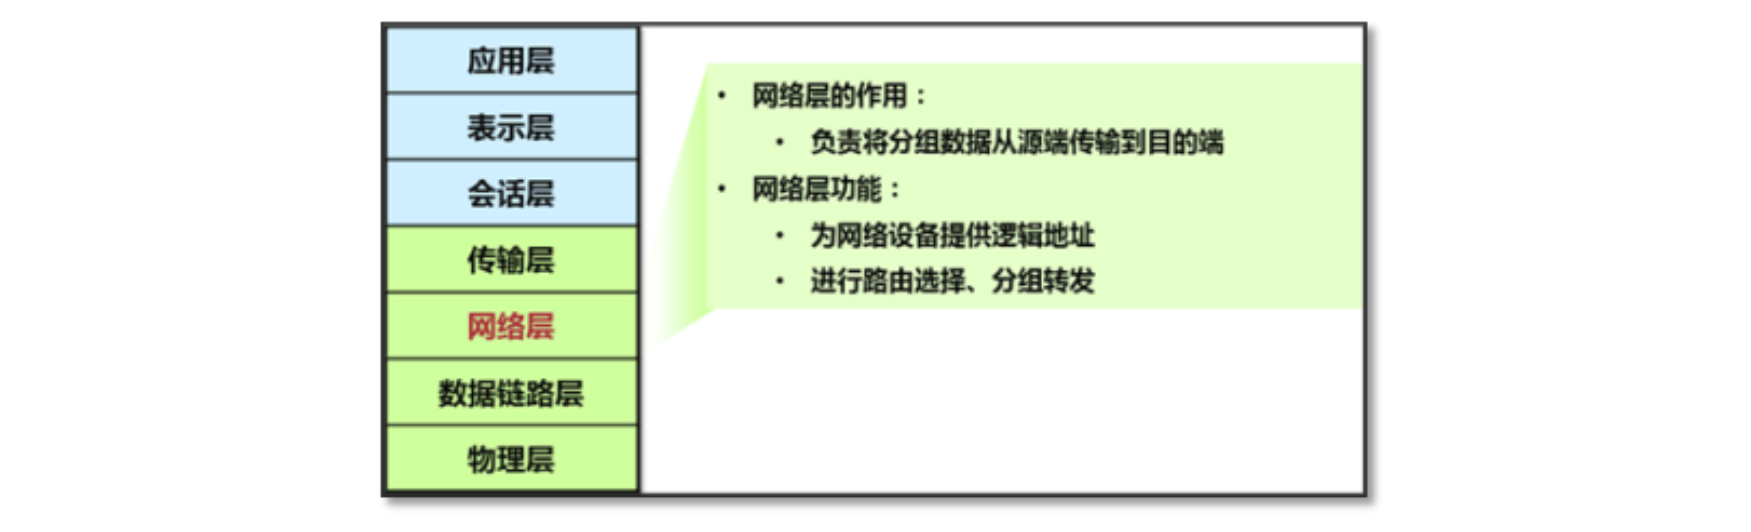 应用层
表示层
会话层
传输层
网络层
数据链路层
物理层
• 网络层的作用：
• 负责将分组数据从源端传输到目的端
• 网络层功能：
• 为网络设备提供逻辑地址
• 进行路由选择、分组转发